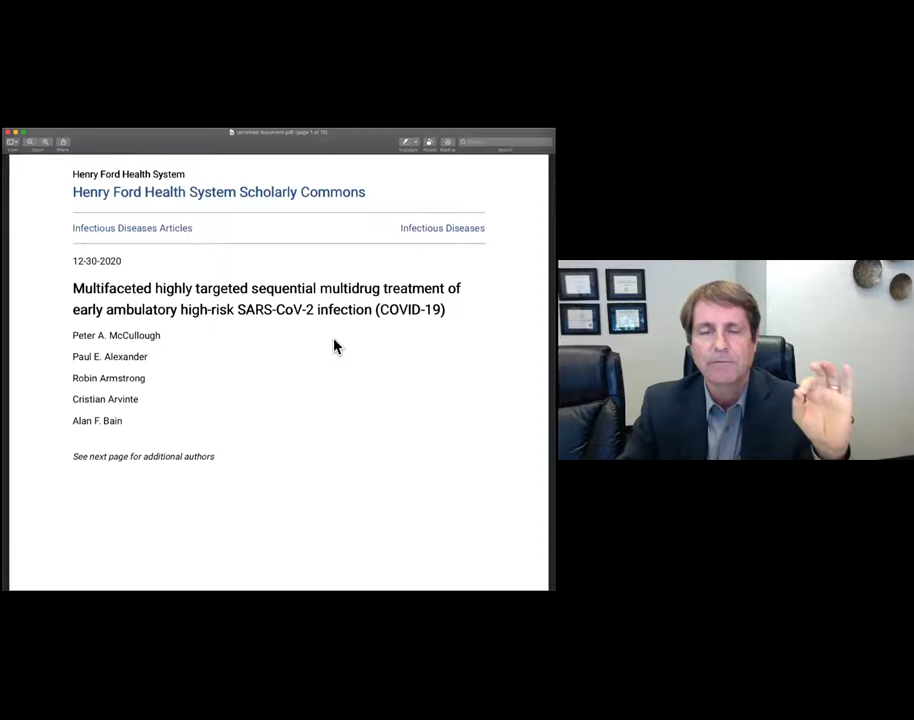 Henry Ford Health System
Henry Ford Health System Scholarly Commons
Infectious Diseases Articles
Infectious Diseases
12-30-2020
Multifaceted highly targeted sequential multidrug treatment of
early ambulatory high-risk SARS-CoV-2 infection (COVID-19)
Peter A. McCullough
Paul E. Alexander
Robin Armstrong
Cristian Arvinte
Alan F. Bain
See next page for additional authors